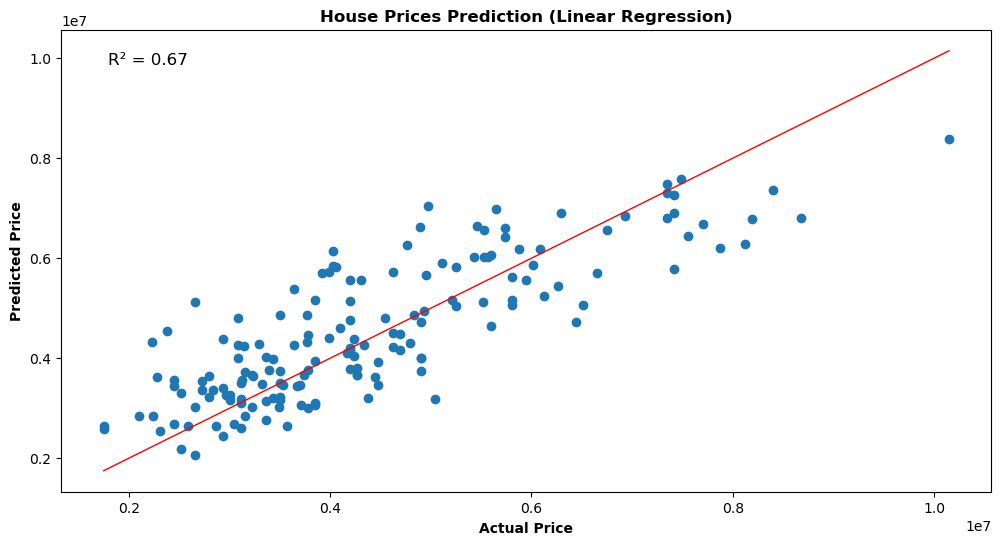 House Prices Prediction (Linear Regression)
1e7
R² = 0.67
1.0
0.8
0.6
0.4
0.2
Predicted Price
0.2 0.4 0.6 0.8 1.0
1e7
Actual Price